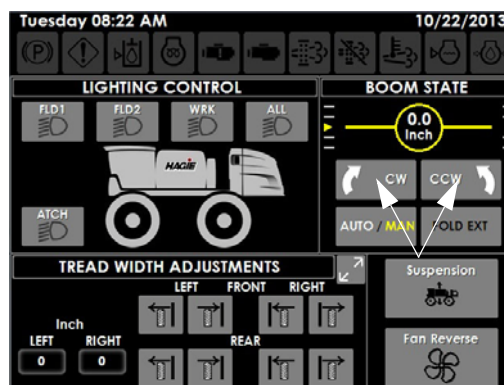 Tuesday 08:22 AM 10/22/2013
(P)
LIGHTING CONTROL
FLD1 FLD2 WRK ALL
HAGIE
ATCH
BOOM STATE
0.0
Inch
CW CCW
AUTO / MAN FOLD EXT
TREAD WIDTH ADJUSTMENTS
LEFT FRONT RIGHT
Inch
LEFT RIGHT
0 0
REAR
Suspension
Fan Reverse